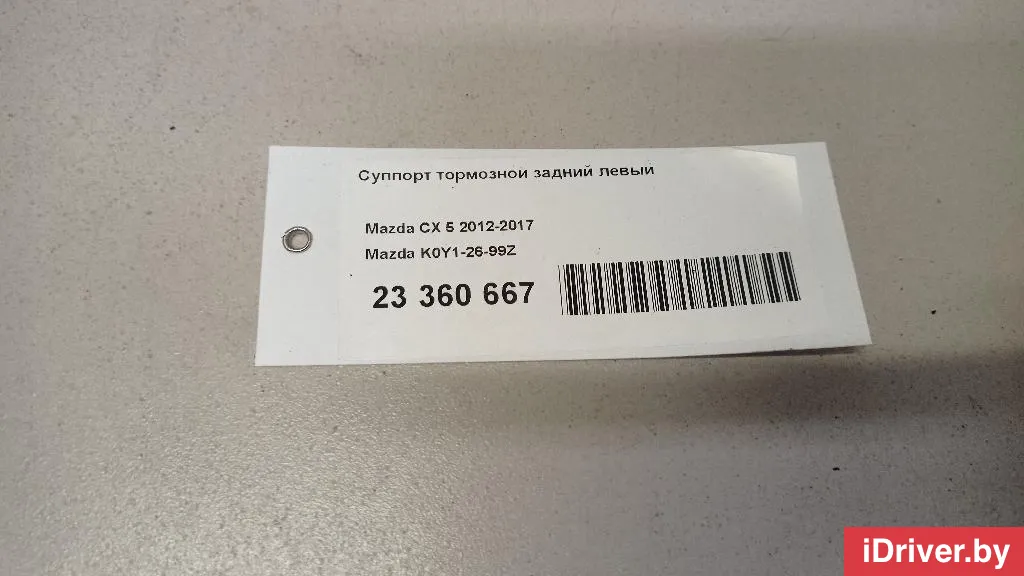 Суппорт тормозной задний левый
Mazda CX 5 2012-2017
Mazda K0Y1-26-99Z
23 360 667
iDriver.by